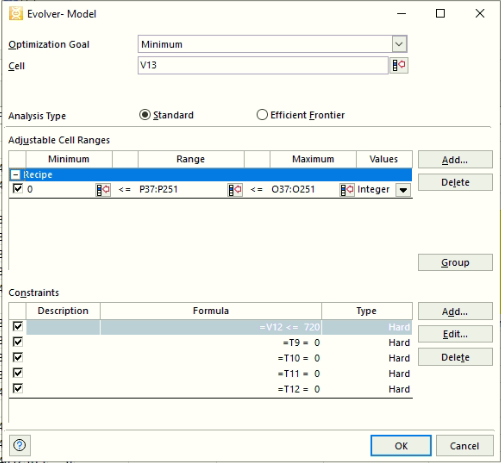 Evolver- Model
Optimization Goal Minimum
Cell V13
Analysis Type Standard Efficient Frontier
Adjustable Cell Ranges
Minimum Range Maximum Values Add...
Recipe
0 <= P37:P251 <= O37:O251 Integer Delete
Group
Constraints
Description Formula Type Add...
=V12 <= 720 Hard
=T9 = 0 Hard Edit...
=T10 = 0 Hard Delete
=T11 = 0 Hard
=T12 = 0 Hard
OK Cancel